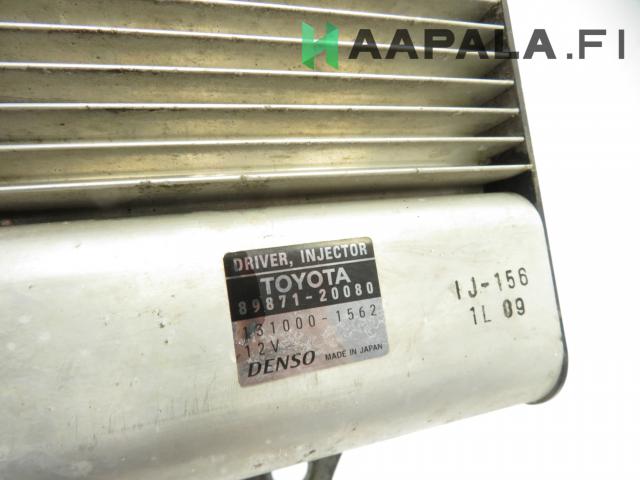 HAAPALA.FI
DRIVER, INJECTOR
TOYOTA
89871-20080
131000-1562
12V
DENSO MADE IN JAPAN
IJ-156
1L 09